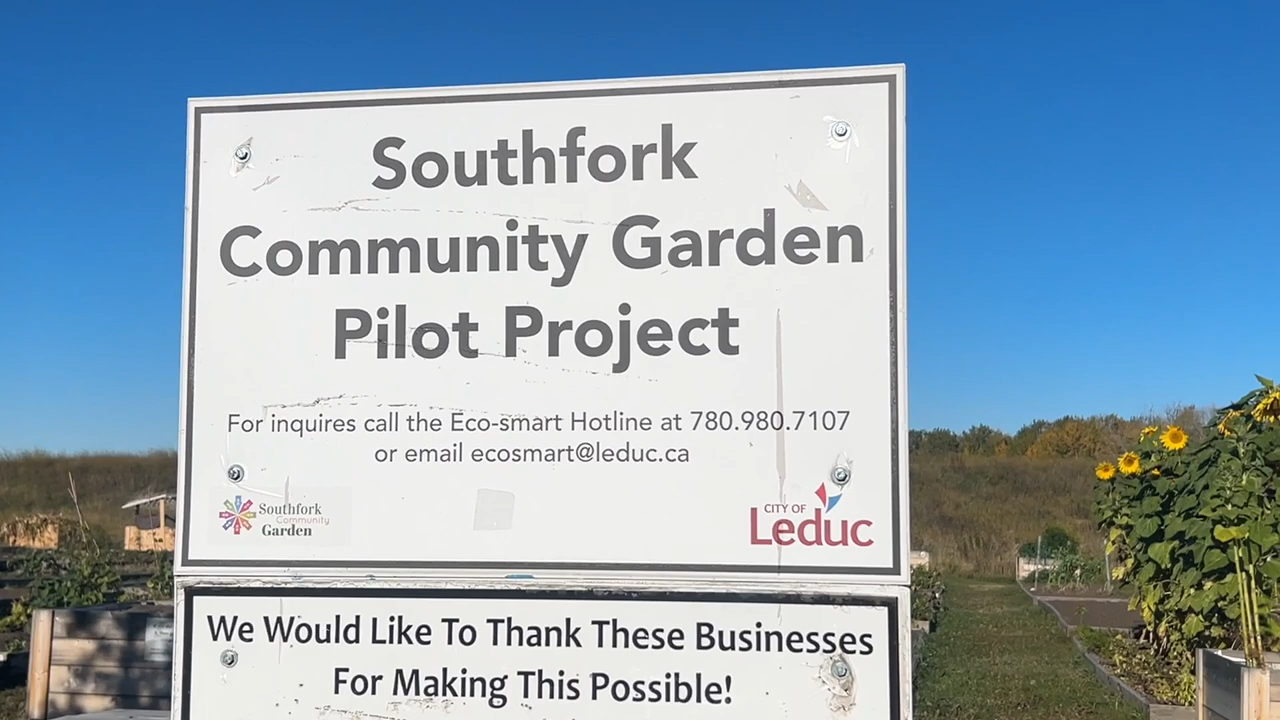 Southfork
Community Garden
Pilot Project
For inquires call the Eco-smart Hotline at 780.980.7107
or email ecosmart@leduc.ca
Southfork
Community
Garden
CITY OF
Leduc
We Would Like To Thank These Businesses
For Making This Possible!